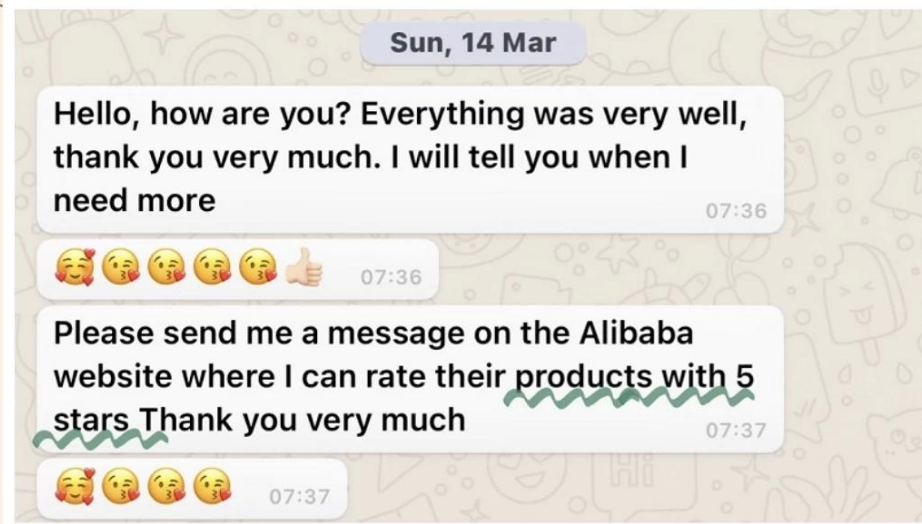 Sun, 14 Mar
Hello, how are you? Everything was very well,
thank you very much. I will tell you when I
need more
07:36
🥰😘😘😘😘👍🏻 07:36
Please send me a message on the Alibaba
website where I can rate their products with 5
stars Thank you very much
07:37
🥰😘😘😘 07:37